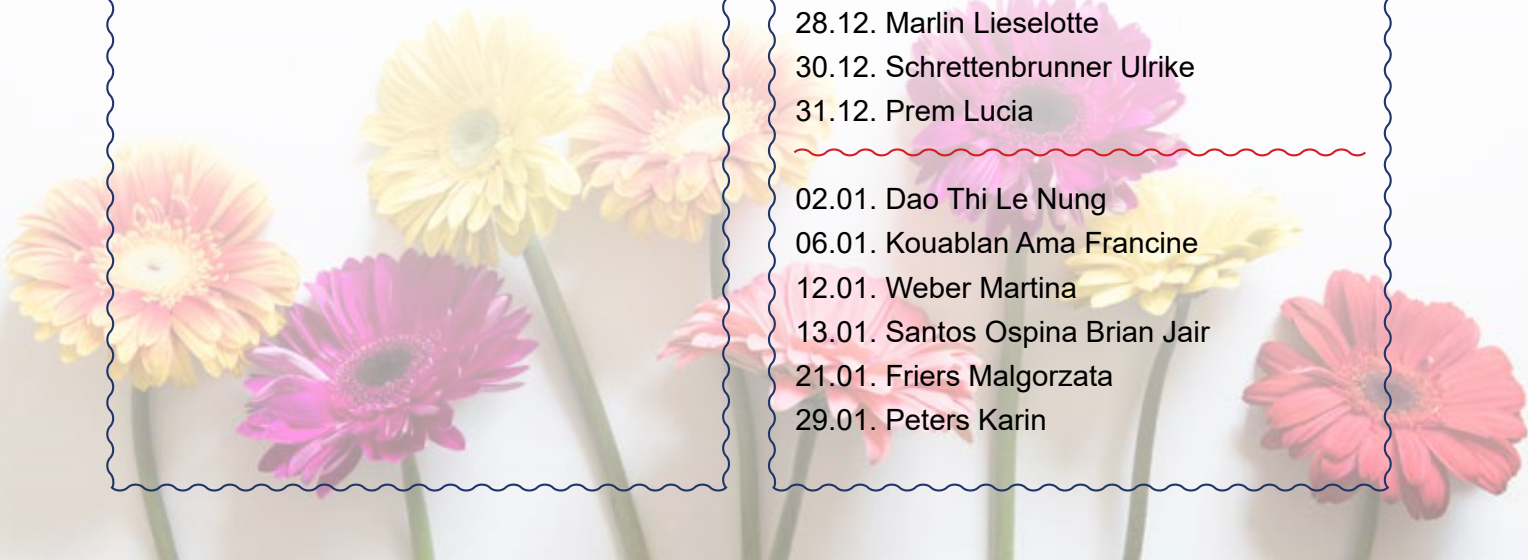 28.12. Marlin Lieselotte
30.12. Schrettenbrunner Ulrike
31.12. Prem Lucia
02.01. Dao Thi Le Nung
06.01. Kouablan Ama Francine
12.01. Weber Martina
13.01. Santos Ospina Brian Jair
21.01. Friers Malgorzata
29.01. Peters Karin